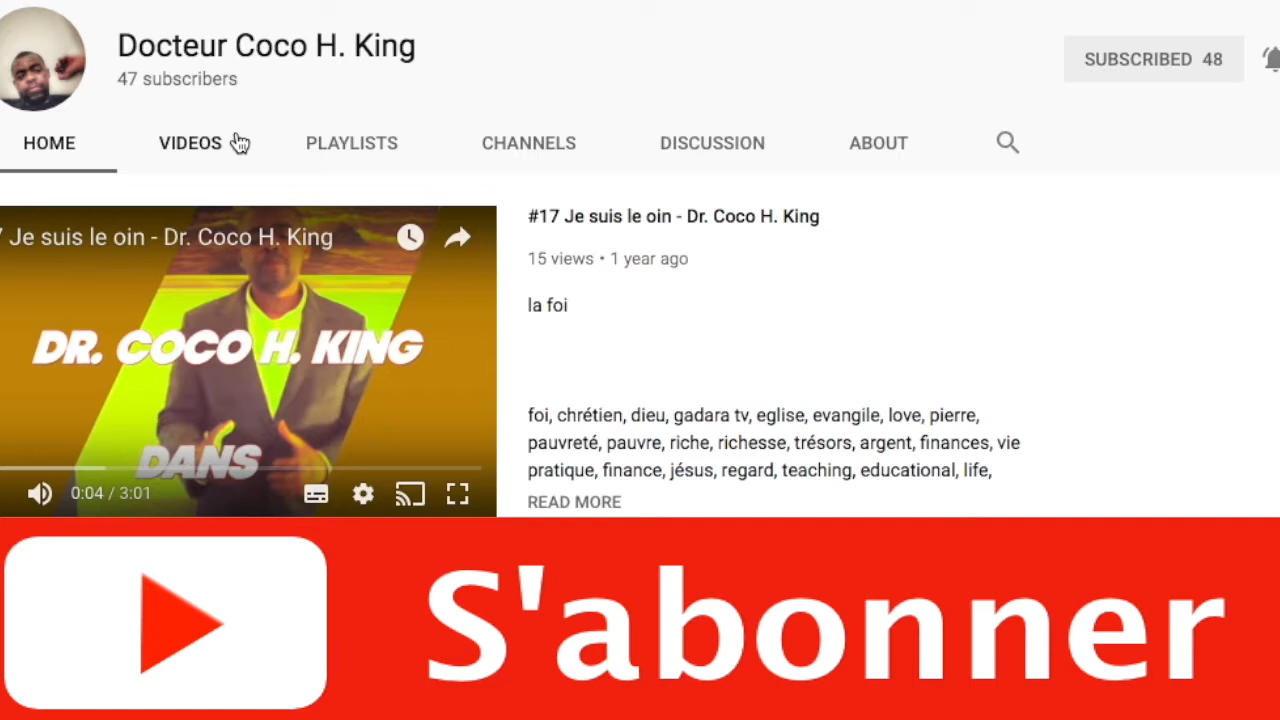 Docteur Coco H. King
47 subscribers
SUBSCRIBED 48
HOME VIDEOS PLAYLISTS CHANNELS DISCUSSION ABOUT
7 Je suis le oin - Dr. Coco H. King
DR. COCO H. KING
DANS
0:04 / 3:01
#17 Je suis le oin - Dr. Coco H. King
15 views • 1 year ago
la foi
foi, chrétien, dieu, gadara tv, eglise, evangile, love, pierre,
pauvreté, pauvre, riche, richesse, trésors, argent, finances, vie
pratique, finance, jésus, regard, teaching, educational, life,
READ MORE
S'abonner